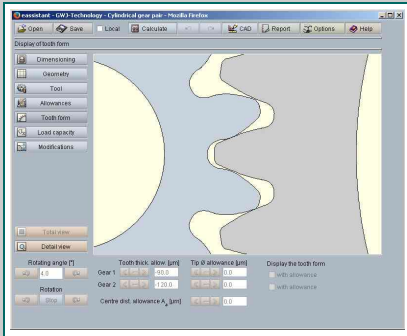 eassistant - GWJ-Technology - Cylindrical gear pair - Mozilla Firefox
Open Save Local Calculate CAD Report Options Help
Display of tooth form
Dimensioning
Geometry
Tool
Allowances
Tooth form
Load capacity
Modifications
Total view
Detail view
Rotating angle [°]
4.0
Rotation
Stop
Tooth thick. allow. [µm] Tip Ø allowance [µm]
Gear 1 -90.0 0.0
Gear 2 -120.0 0.0
Centre dist. allowance Aₐ [µm] 0.0
Display the tooth form
with allowance
with allowance